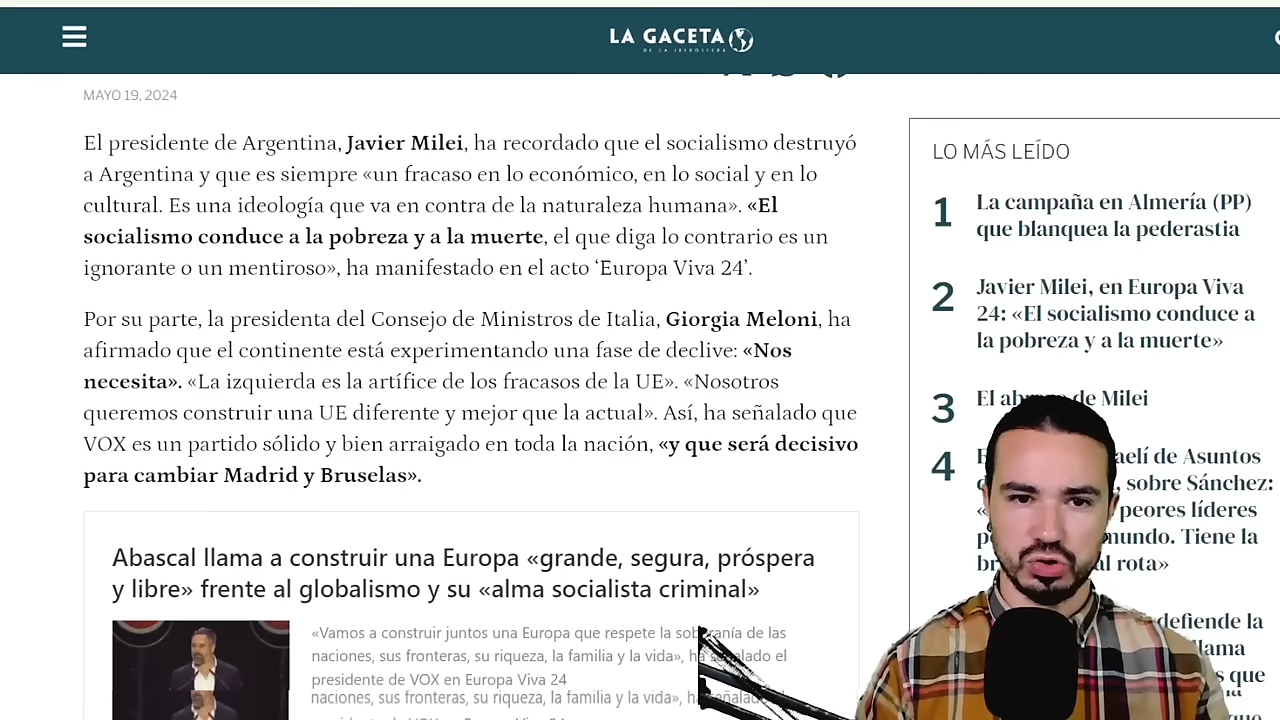 LA GACETA
DE LA IBEROSFERA
MAYO 19, 2024
El presidente de Argentina, Javier Milei, ha recordado que el socialismo destruyó
a Argentina y que es siempre «un fracaso en lo económico, en lo social y en lo
cultural. Es una ideología que va en contra de la naturaleza humana». «El
socialismo conduce a la pobreza y a la muerte, el que diga lo contrario es un
ignorante o un mentiroso», ha manifestado en el acto ‘Europa Viva 24’.
Por su parte, la presidenta del Consejo de Ministros de Italia, Giorgia Meloni, ha
afirmado que el continente está experimentando una fase de declive: «Nos
necesita». «La izquierda es la artífice de los fracasos de la UE». «Nosotros
queremos construir una UE diferente y mejor que la actual». Así, ha señalado que
VOX es un partido sólido y bien arraigado en toda la nación, «y que será decisivo
para cambiar Madrid y Bruselas».
Abascal llama a construir una Europa «grande, segura, próspera
y libre» frente al globalismo y su «alma socialista criminal»
«Vamos a construir juntos una Europa que respete la soberanía de las
naciones, sus fronteras, su riqueza, la familia y la vida», ha señalado el
presidente de VOX en Europa Viva 24
naciones, sus fronteras, su riqueza, la familia y la vida», ha señalado
LO MÁS LEÍDO
1 La campaña en Almería (PP)
que blanquea la pederastia
2 Javier Milei, en Europa Viva
24: «El socialismo conduce a
la pobreza y a la muerte»
3 El de Milei
4 de Asuntos
, sobre Sánchez:
peores líderes
mundo. Tiene la
rota»
defiende la
llama
que